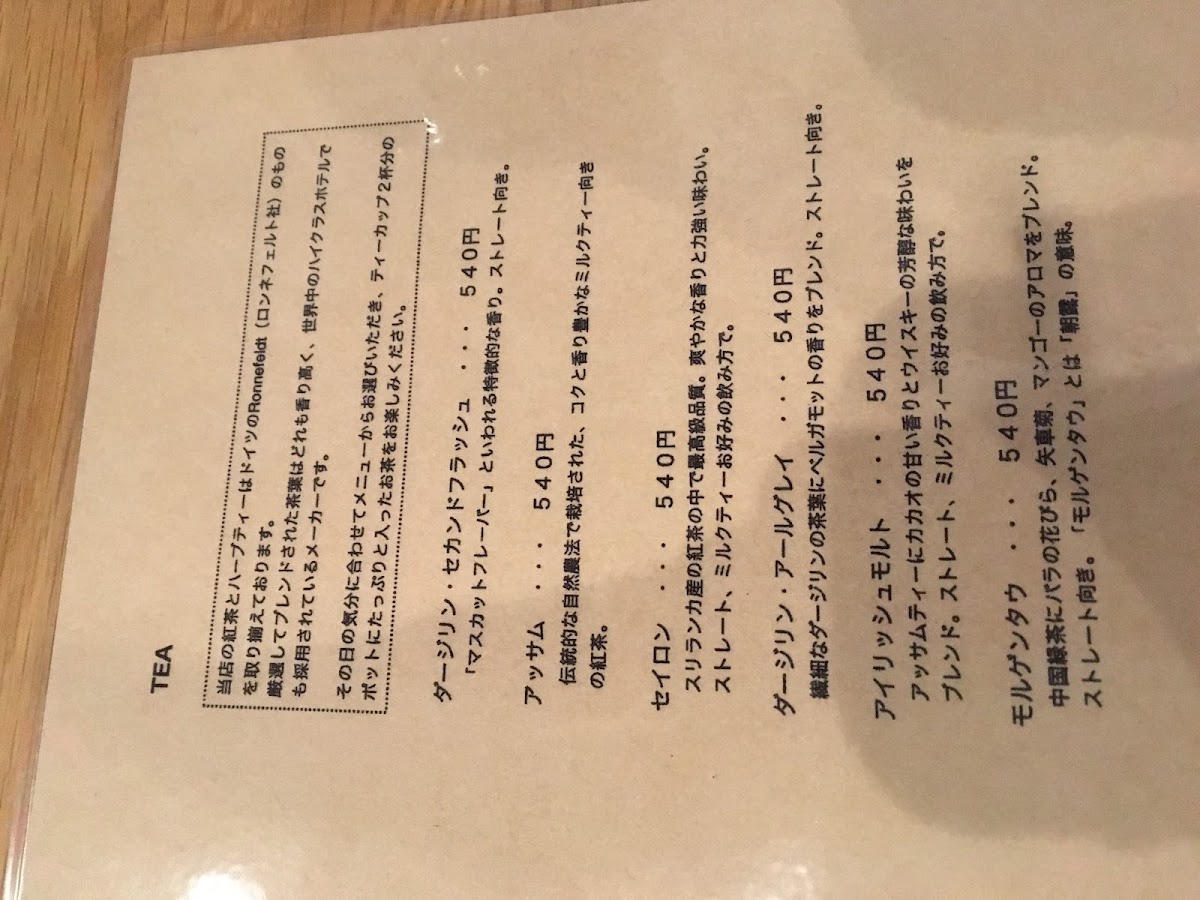 TEA
当店の紅茶とハーブティーはドイツのRonnefeldt（ロンネフェルト社）のもの
を取り揃えております。
厳選してブレンドされた茶葉はどれも香り高く、世界中のハイクラスホテルで
も採用されているメーカーです。
その日の気分に合わせてメニューからお選びいただき、ティーカップ２杯分の
ポットにたっぷりと入ったお茶をお楽しみください。
ダージリン・セカンドフラッシュ ・・・ ５４０円
「マスカットフレーバー」といわれる特徴的な香り。ストレート向き。
アッサム ・・・ ５４０円
伝統的な自然農法で栽培された、コクと香り豊かなミルクティー向き
の紅茶。
セイロン ・・・ ５４０円
スリランカ産の紅茶の中で最高級品質。爽やかな香りと力強い味わい。
ストレート、ミルクティーお好みの飲み方で。
ダージリン・アールグレイ ・・・ ５４０円
繊細なダージリンの茶葉にベルガモットの香りをブレンド。ストレート向き。
アイリッシュモルト ・・・ ５４０円
アッサムティーにカカオの甘い香りとウイスキーの芳醇な味わいを
ブレンド。ストレート、ミルクティーお好みの飲み方で。
モルゲンタウ ・・・ ５４０円
中国緑茶にバラの花びら、矢車菊、マンゴーのアロマをブレンド。
ストレート向き。「モルゲンタウ」とは「朝露」の意味。